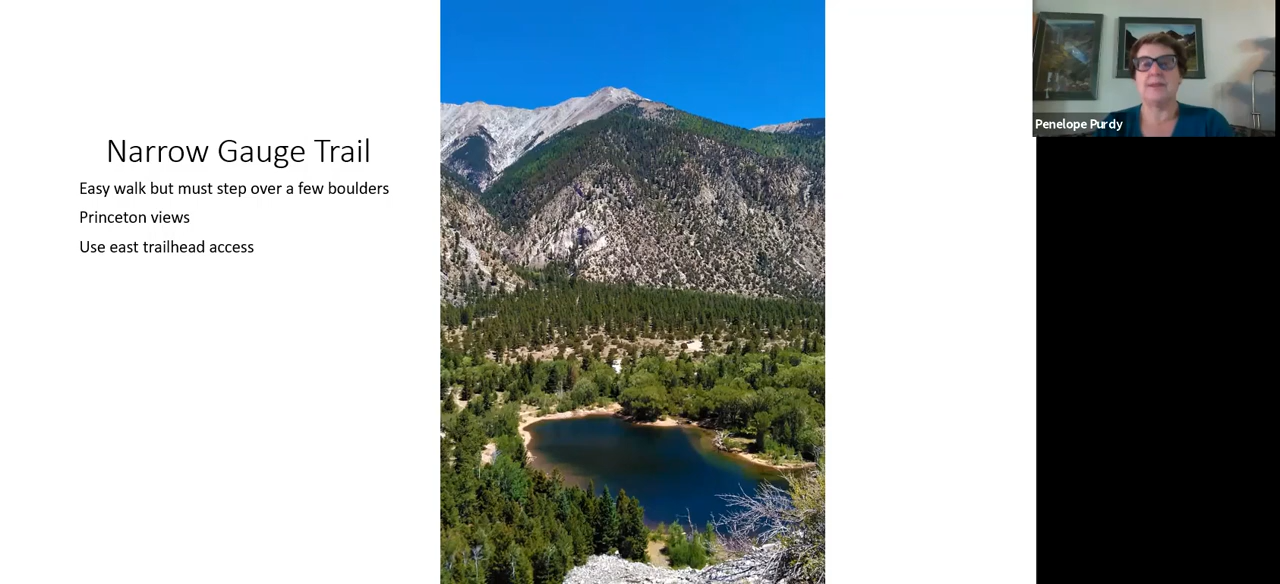 Narrow Gauge Trail
Easy walk but must step over a few boulders
Princeton views
Use east trailhead access
Penelope Purdy